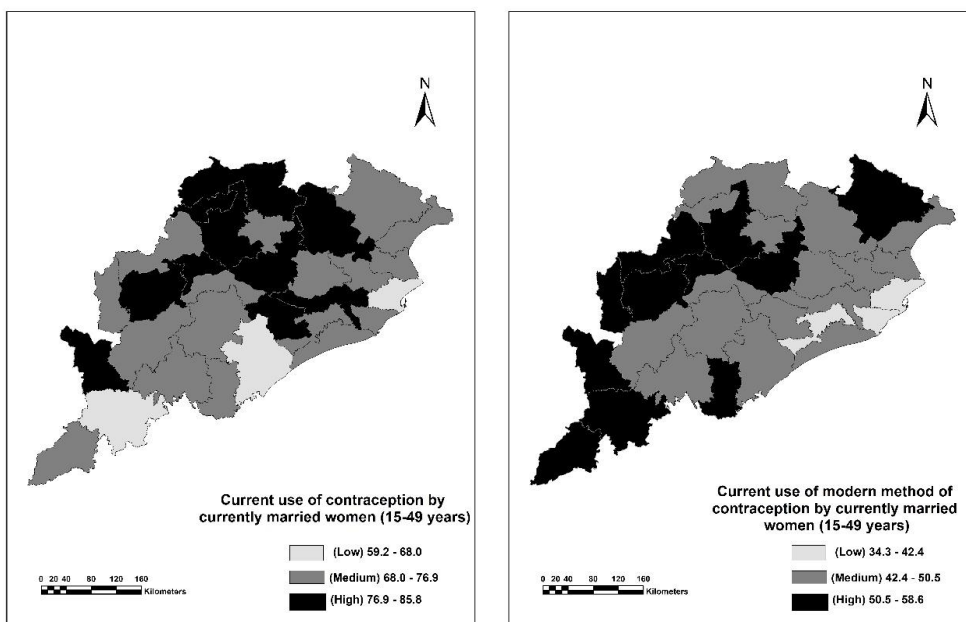 N
Current use of contraception by
currently married women (15-49 years)
(Low) 59.2 - 68.0
(Medium) 68.0 - 76.9
(High) 76.9 - 85.8
0 20 40 80 120 160
Kilometers
N
Current use of modern method of
contraception by currently married
women (15-49 years)
(Low) 34.3 - 42.4
(Medium) 42.4 - 50.5
(High) 50.5 - 58.6
0 20 40 80 120 160
Kilometers